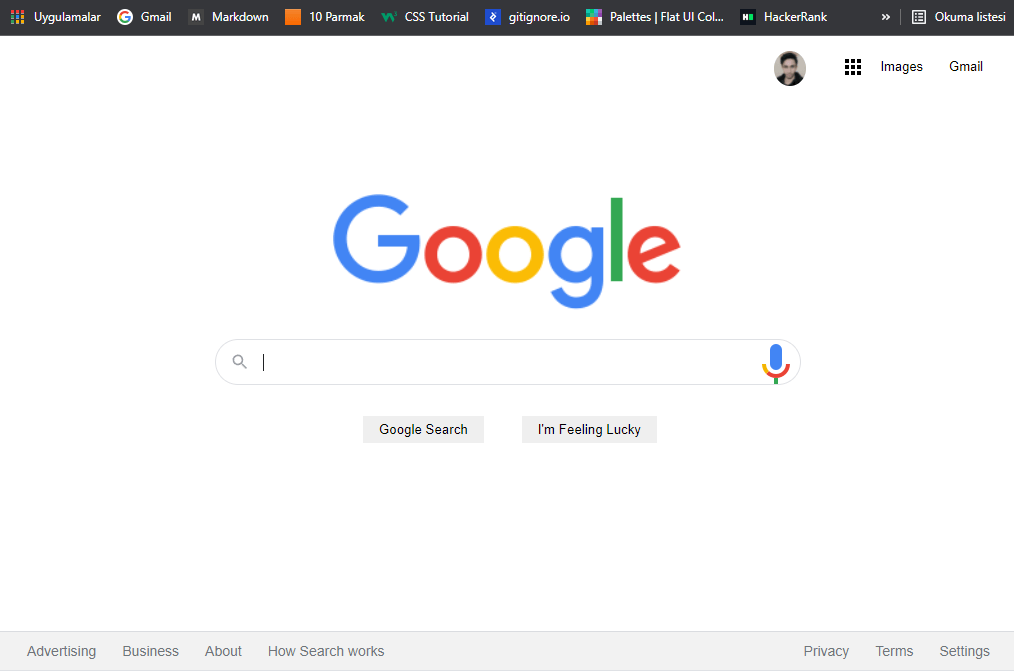 Uygulamalar Gmail M Markdown 10 Parmak W³ CSS Tutorial gitignore.io Palettes | Flat UI Col... H HackerRank » Okuma listesi
Images Gmail
Google
Google Search I'm Feeling Lucky
Advertising Business About How Search works Privacy Terms Settings